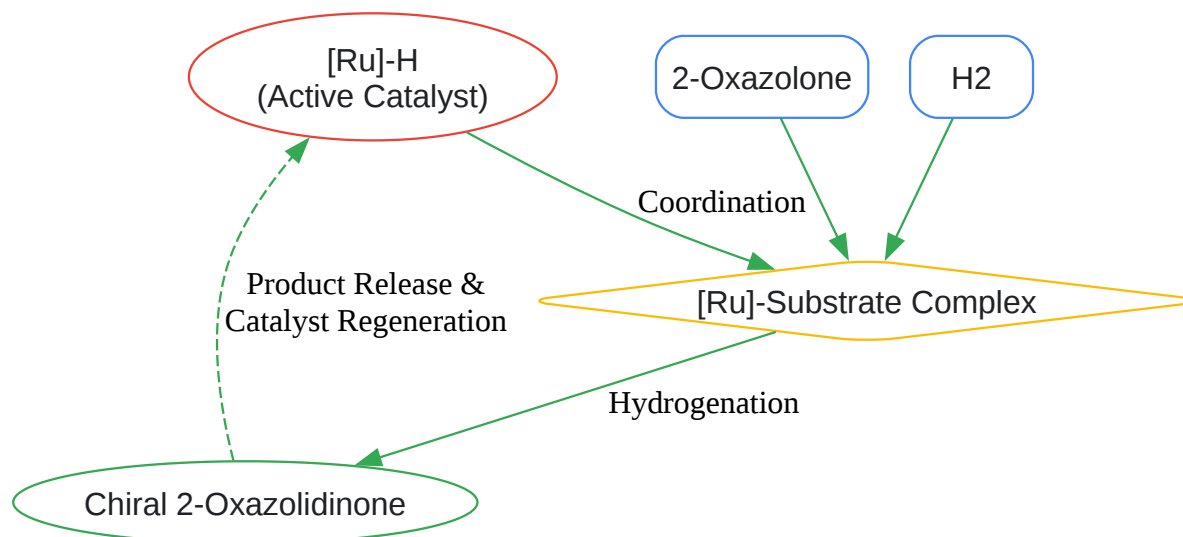 [Ru]-H
(Active Catalyst)
2-Oxazolone
H2
Coordination
Product Release &
Catalyst Regeneration
[Ru]-Substrate Complex
Hydrogenation
Chiral 2-Oxazolidinone